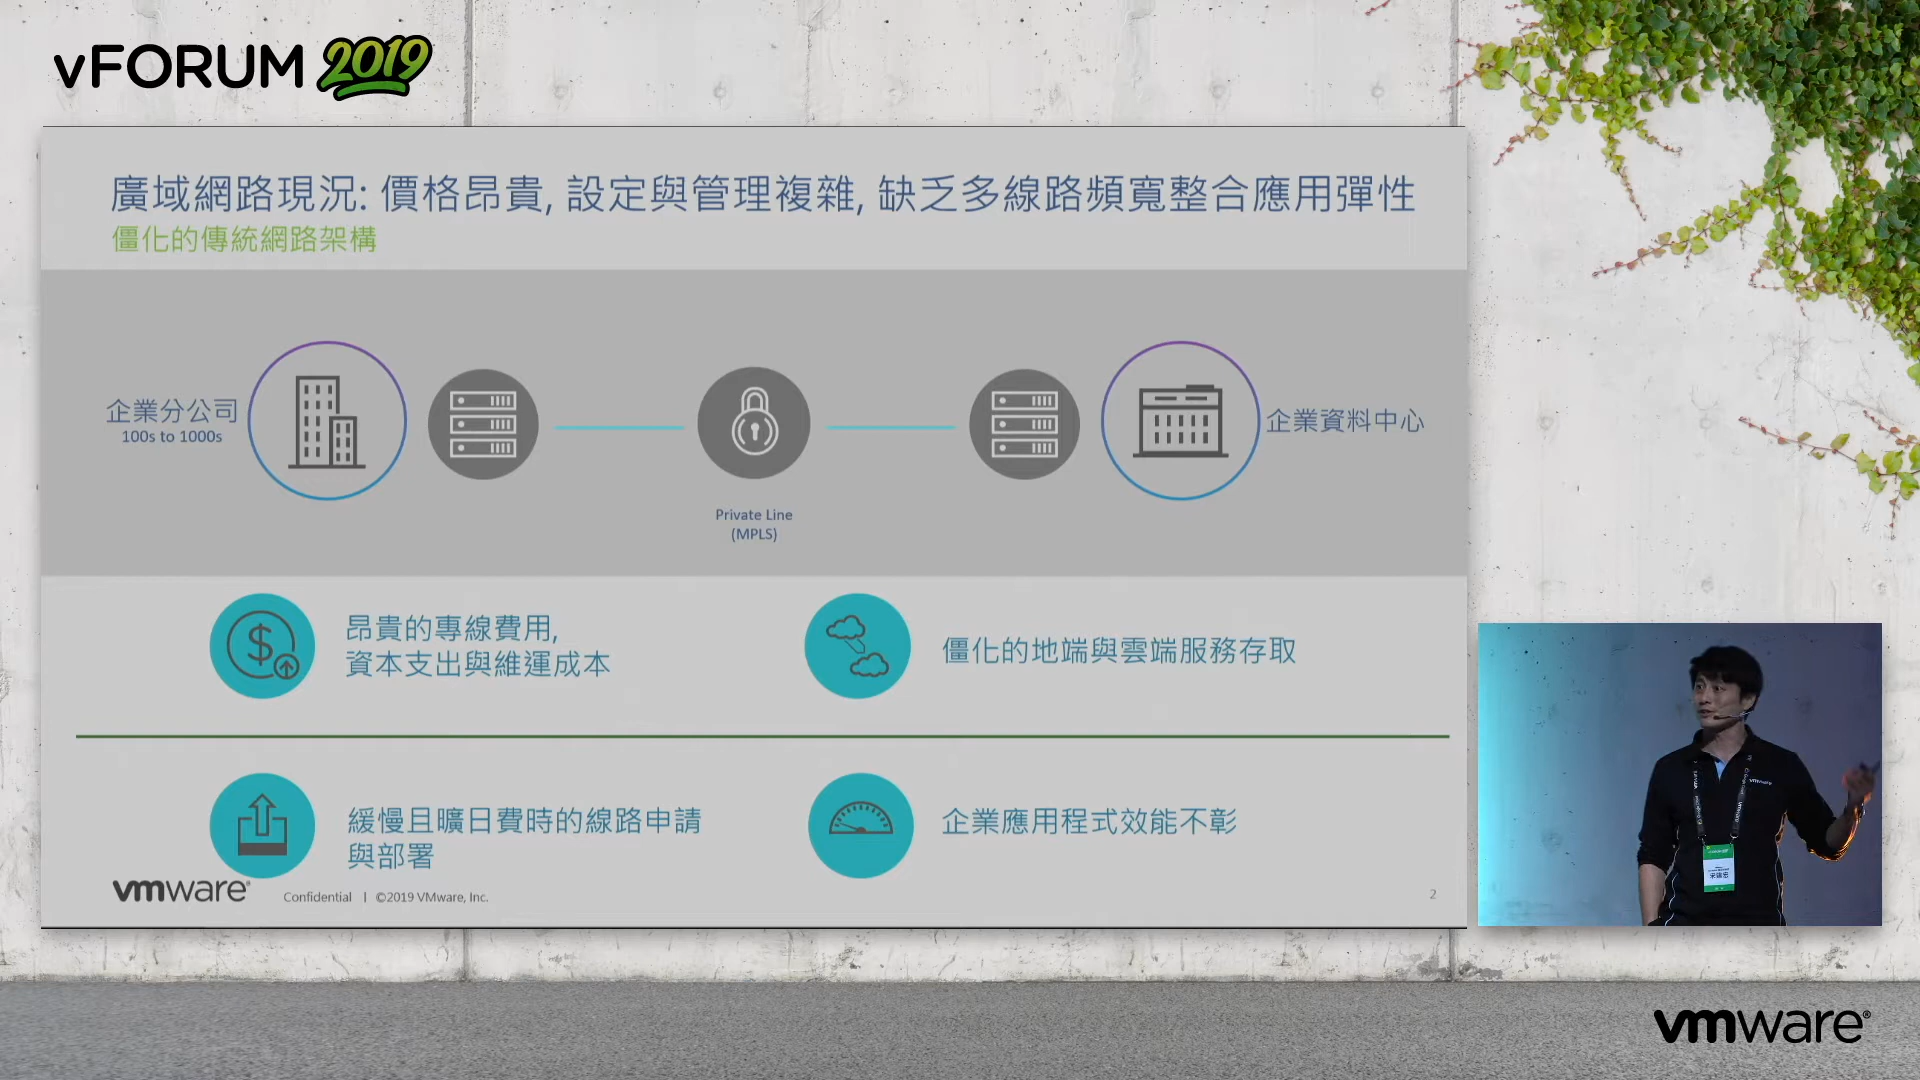 vFORUM 2019
廣域網路現況: 價格昂貴, 設定與管理複雜, 缺乏多線路頻寬整合應用彈性
僵化的傳統網路架構
企業分公司
100s to 1000s
企業資料中心
Private Line
(MPLS)
昂貴的專線費用,
資本支出與維運成本
僵化的地端與雲端服務存取
緩慢且曠日費時的線路申請
與部署
企業應用程式效能不彰
vmware® Confidential | ©2019 VMware, Inc.
2
vmware
vmware®